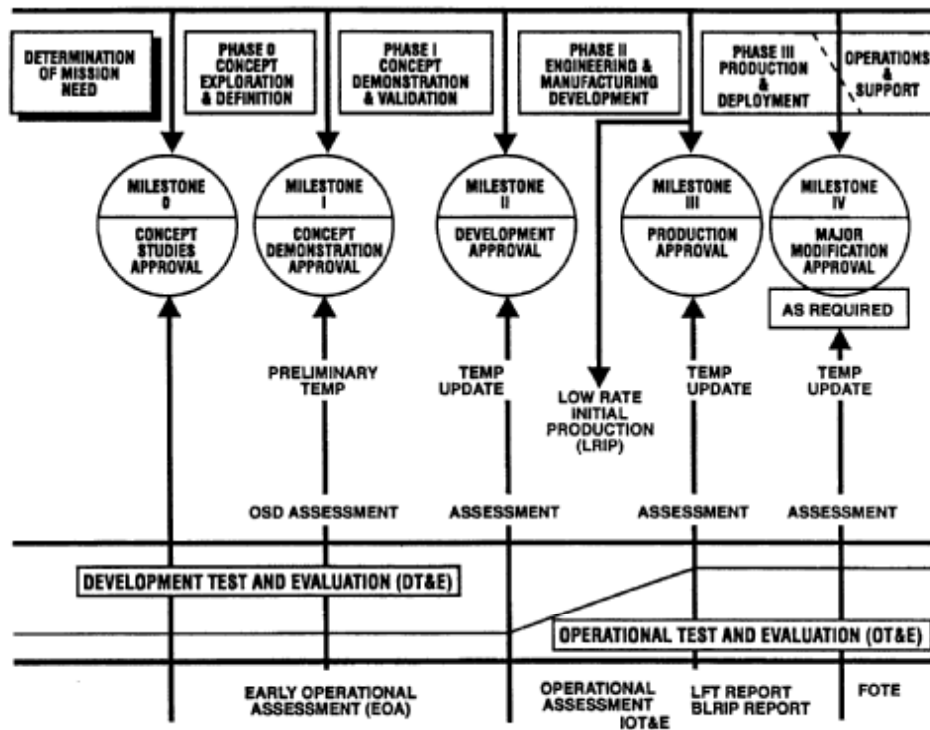 DETERMINATION
OF MISSION
NEED
PHASE 0
CONCEPT
EXPLORATION
& DEFINITION
PHASE I
CONCEPT
DEMONSTRATION
& VALIDATION
PHASE II
ENGINEERING &
MANUFACTURING
DEVELOPMENT
PHASE III
PRODUCTION
&
DEPLOYMENT
OPERATIONS
&
SUPPORT
MILESTONE
0
CONCEPT
STUDIES
APPROVAL
MILESTONE
I
CONCEPT
DEMONSTRATION
APPROVAL
MILESTONE
II
DEVELOPMENT
APPROVAL
MILESTONE
III
PRODUCTION
APPROVAL
MILESTONE
IV
MAJOR
MODIFICATION
APPROVAL
AS REQUIRED
PRELIMINARY
TEMP
TEMP
UPDATE
LOW RATE
INITIAL
PRODUCTION
(LRIP)
TEMP
UPDATE
TEMP
UPDATE
OSD ASSESSMENT
ASSESSMENT
ASSESSMENT
ASSESSMENT
DEVELOPMENT TEST AND EVALUATION (DT&E)
OPERATIONAL TEST AND EVALUATION (OT&E)
EARLY OPERATIONAL
ASSESSMENT (EOA)
OPERATIONAL
ASSESSMENT
IOT&E
LFT REPORT
BLRIP REPORT
FOTE